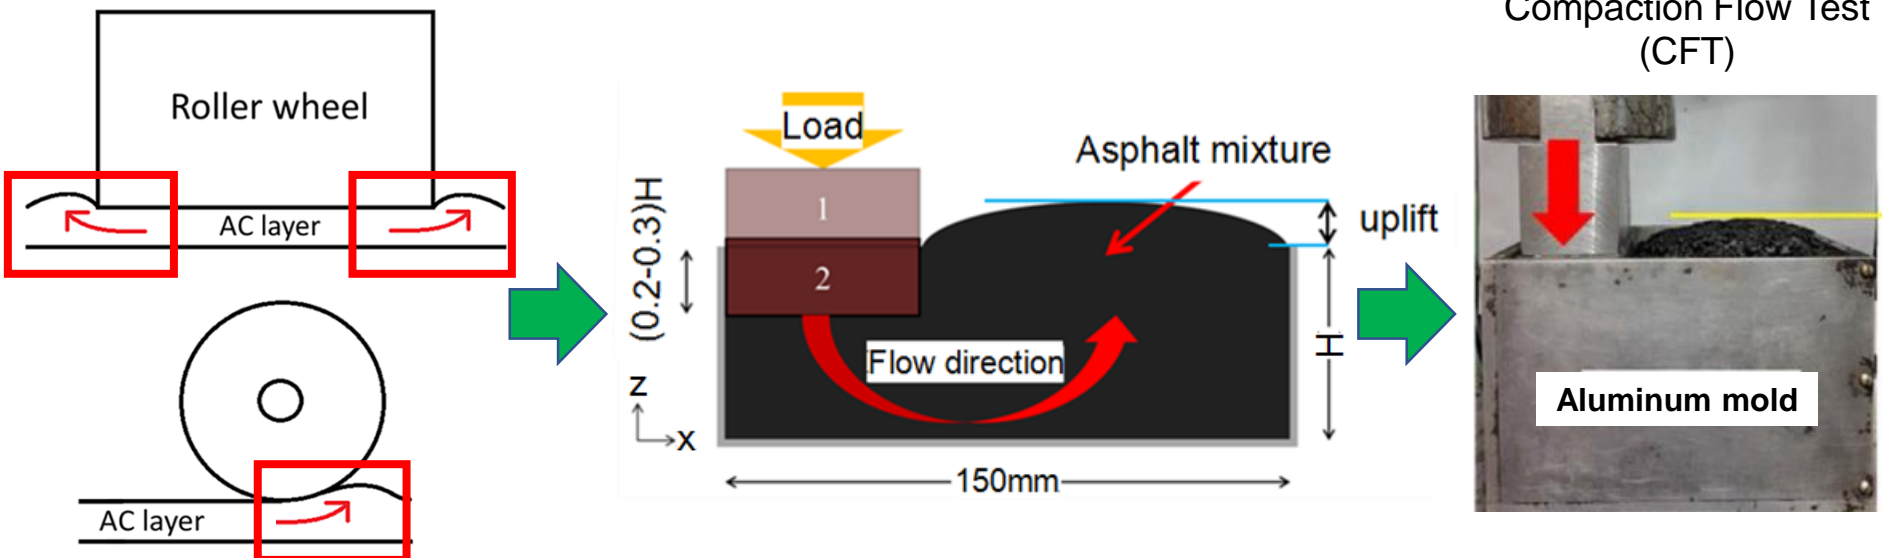 Roller wheel
AC layer
AC layer
Load
1
2
(0.2-0.3)H
Asphalt mixture
uplift
Flow direction
H
z
x
150mm
Compaction Flow Test
(CFT)
Aluminum mold